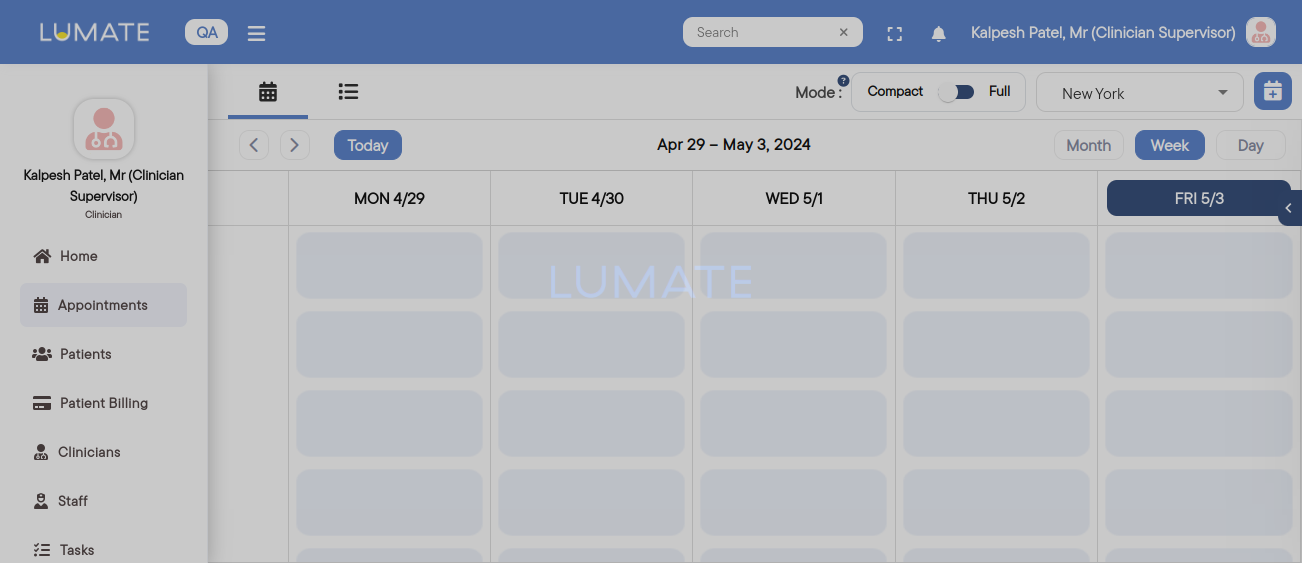 LUMATE
QA
Search
Kalpesh Patel, Mr (Clinician Supervisor)
Mode :
?
Compact
Full
New York
Today
Apr 29 – May 3, 2024
Month
Week
Day
Kalpesh Patel, Mr (Clinician
Supervisor)
Clinician
MON 4/29
TUE 4/30
WED 5/1
THU 5/2
FRI 5/3
Home
Appointments
Patients
Patient Billing
Clinicians
Staff
Tasks
LUMATE